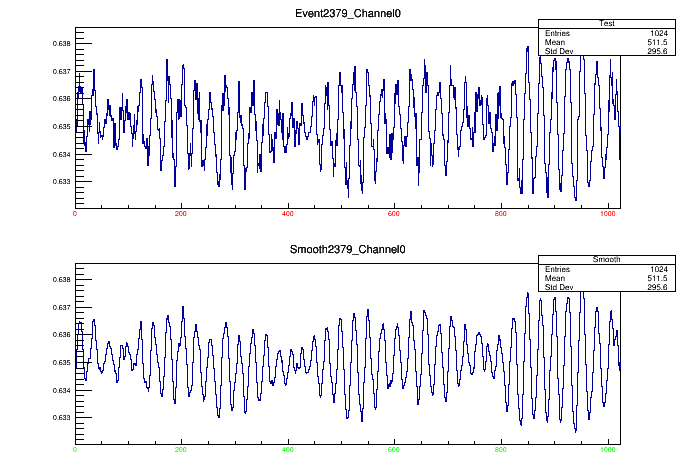 Event2379_Channel0
Test
Entries 1024
Mean 511.5
Std Dev 295.6
0.638
0.637
0.636
0.635
0.634
0.633
0 200 400 600 800 1000
Smooth2379_Channel0
Smooth
Entries 1024
Mean 511.5
Std Dev 295.6
0.638
0.637
0.636
0.635
0.634
0.633
0 200 400 600 800 1000